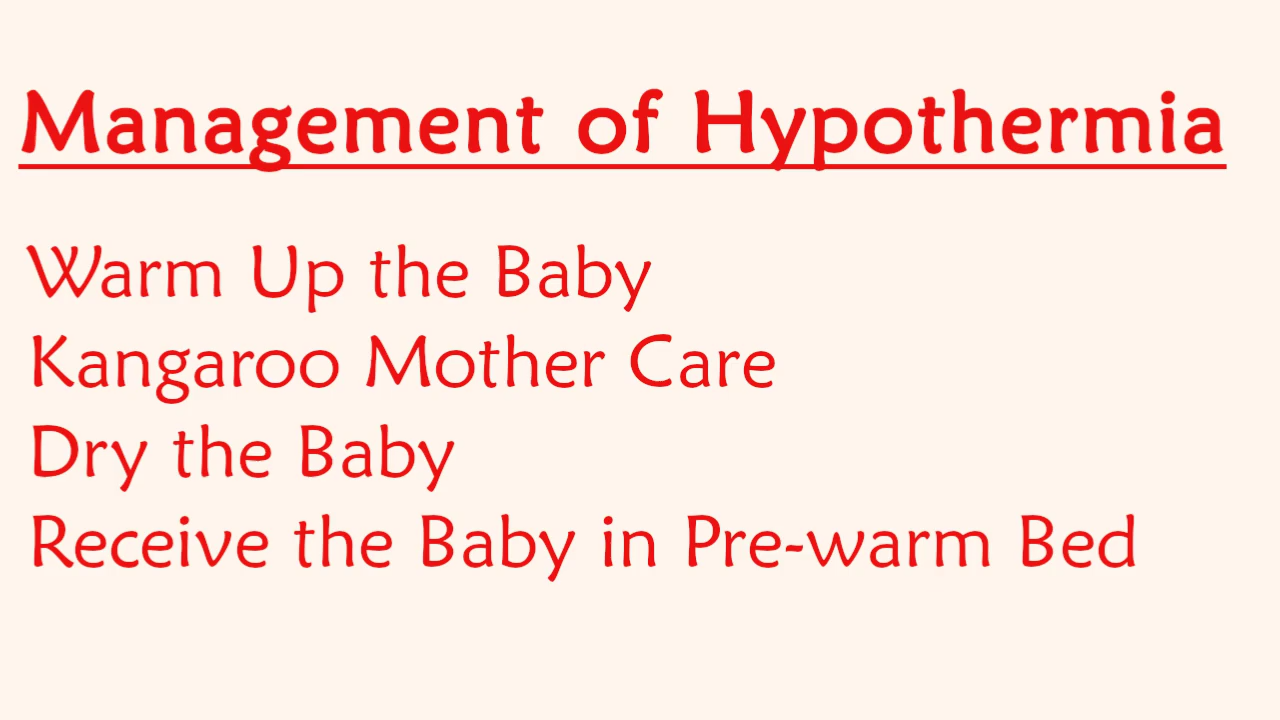 Management of Hypothermia
Warm Up the Baby
Kangaroo Mother Care
Dry the Baby
Receive the Baby in Pre-warm Bed